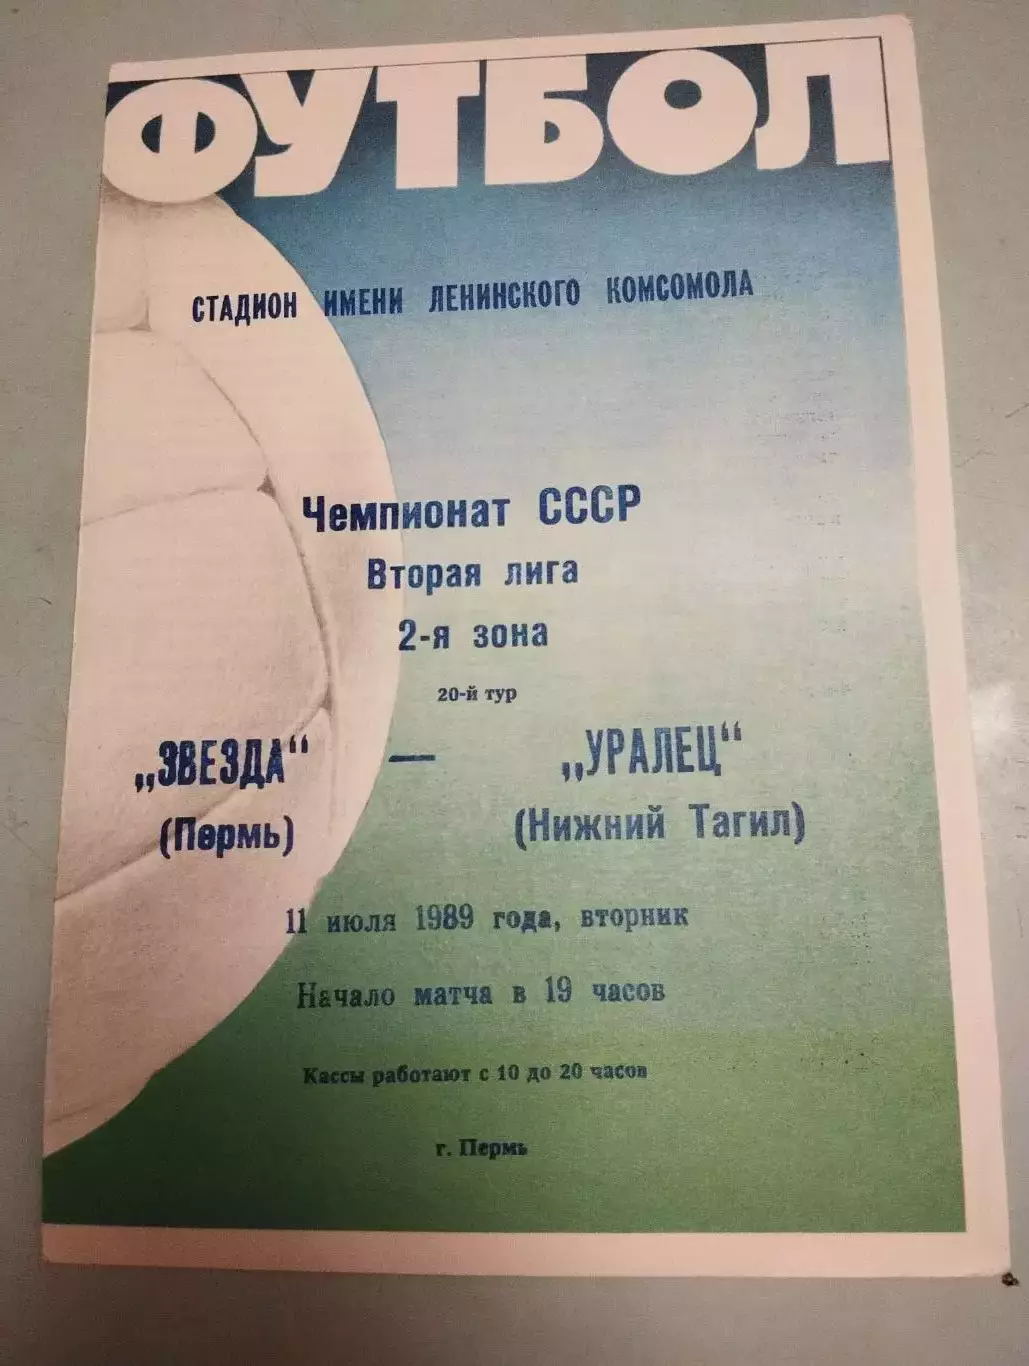 ФУТБОЛ
СТАДИОН ИМЕНИ ЛЕНИНСКОГО КОМСОМОЛА
Чемпионат СССР
Вторая лига
2-я зона
20-й тур
„ЗВЕЗДА“ — „УРАЛЕЦ“
(Пермь) (Нижний Тагил)
11 июля 1989 года, вторник
Начало матча в 19 часов
Кассы работают с 10 до 20 часов
г. Пермь